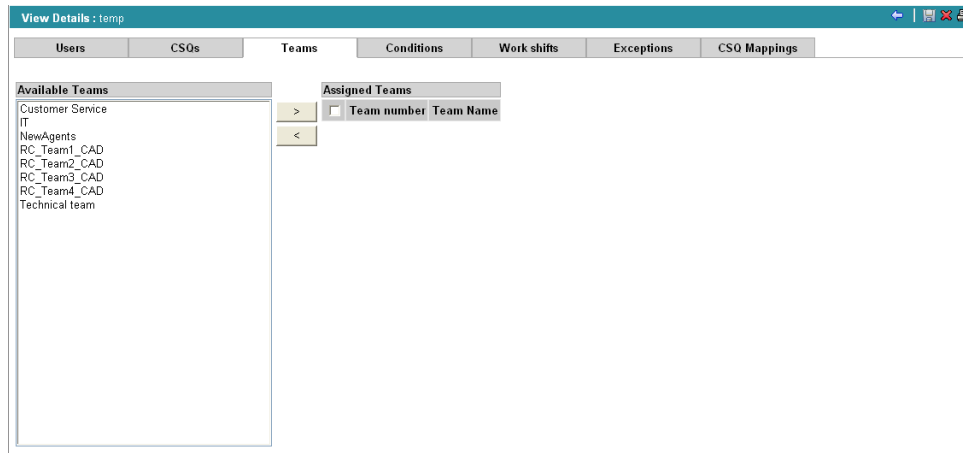 View Details : temp
Users CSQs Teams Conditions Work shifts Exceptions CSQ Mappings
Available Teams
Customer Service
IT
NewAgents
RC_Team1_CAD
RC_Team2_CAD
RC_Team3_CAD
RC_Team4_CAD
Technical team
>
<
Assigned Teams
Team number Team Name